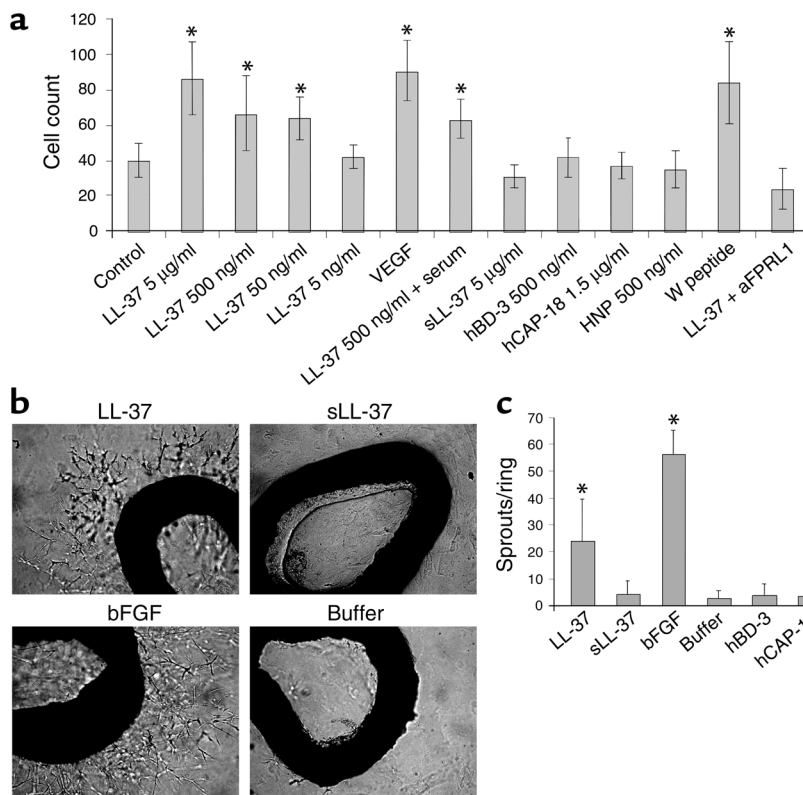 a
120
100
80
60
40
20
0
Cell count
* * * * * *
Control
LL-37 5 µg/ml
LL-37 500 ng/ml
LL-37 50 ng/ml
LL-37 5 ng/ml
VEGF
LL-37 500 ng/ml + serum
sLL-37 5 µg/ml
hBD-3 500 ng/ml
hCAP-18 1.5 µg/ml
HNP 500 ng/ml
W peptide
LL-37 + aFPRL1
b
LL-37
sLL-37
bFGF
Buffer
c
70
60
50
40
30
20
10
0
Sprouts/ring
* *
LL-37
sLL-37
bFGF
Buffer
hBD-3
hCAP-1